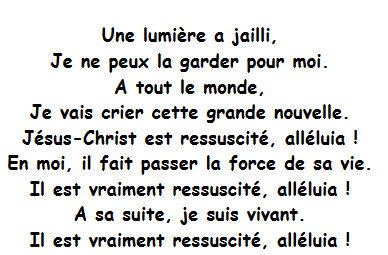 Une lumière a jailli,
Je ne peux la garder pour moi.
A tout le monde,
Je vais crier cette grande nouvelle.
Jésus-Christ est ressuscité, alléluia !
En moi, il fait passer la force de sa vie.
Il est vraiment ressuscité, alléluia !
A sa suite, je suis vivant.
Il est vraiment ressuscité, alléluia !